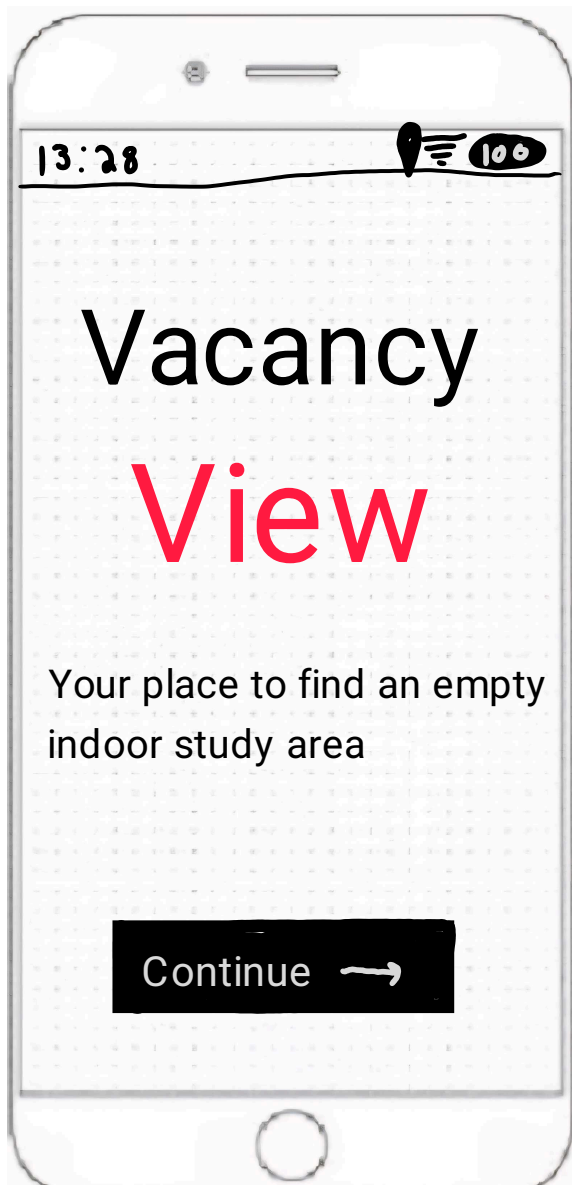 13:28
100
Vacancy
View
Your place to find an empty
indoor study area
Continue →